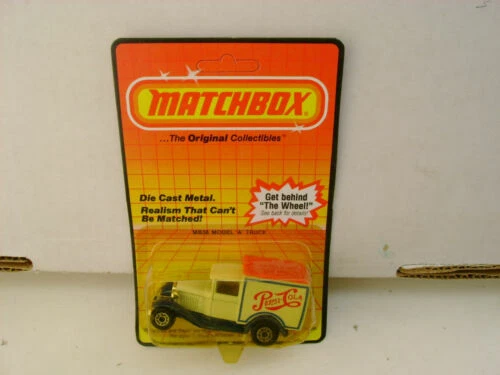 MATCHBOX
...The Original Collectibles
Die Cast Metal.
Realism That Can't
Be Matched!
Get behind
"The Wheel!"
See back for details!
MB38 MODEL 'A' TRUCK
PEPSI-COLA